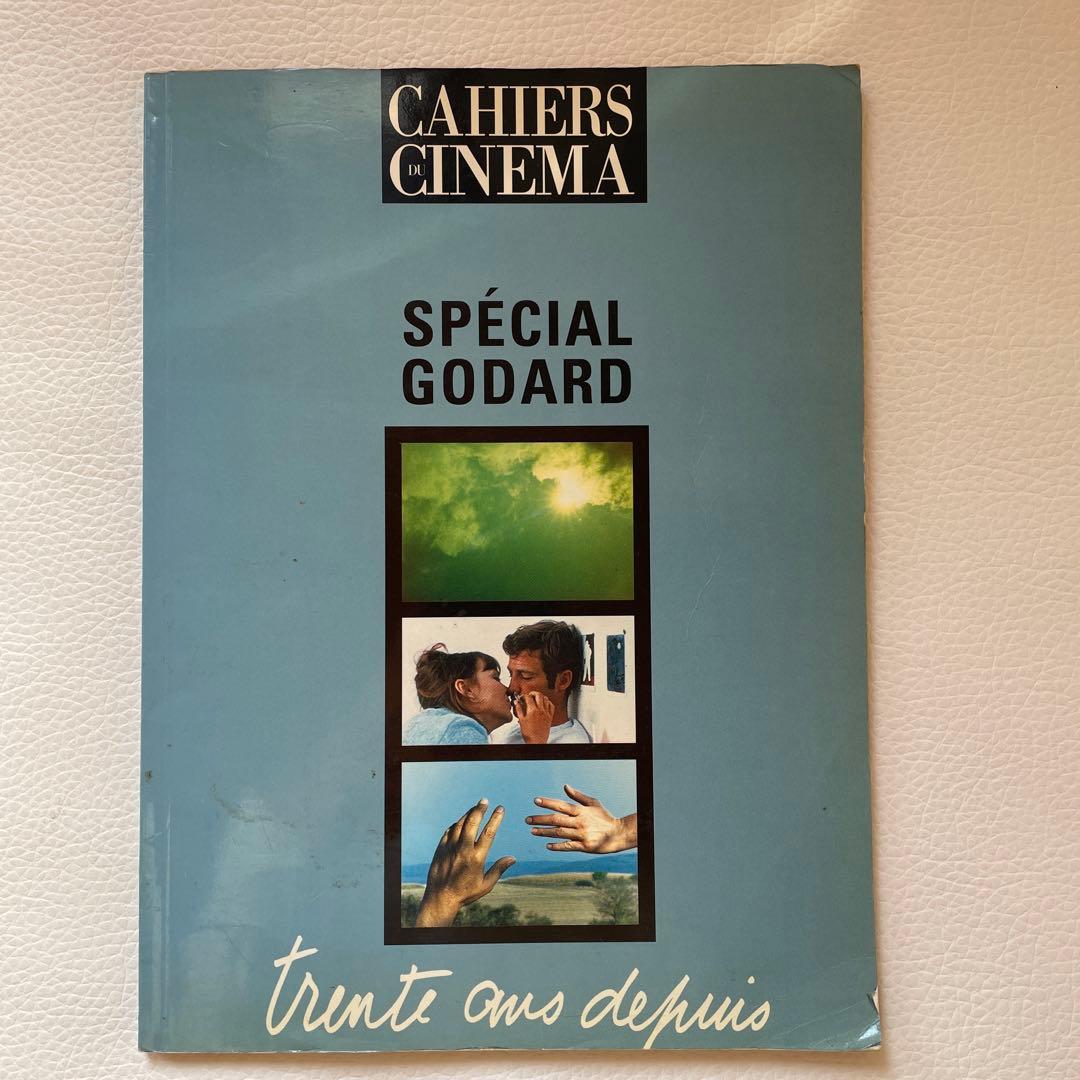 CAHIERS
DU CINEMA
SPÉCIAL
GODARD
trente ans depuis